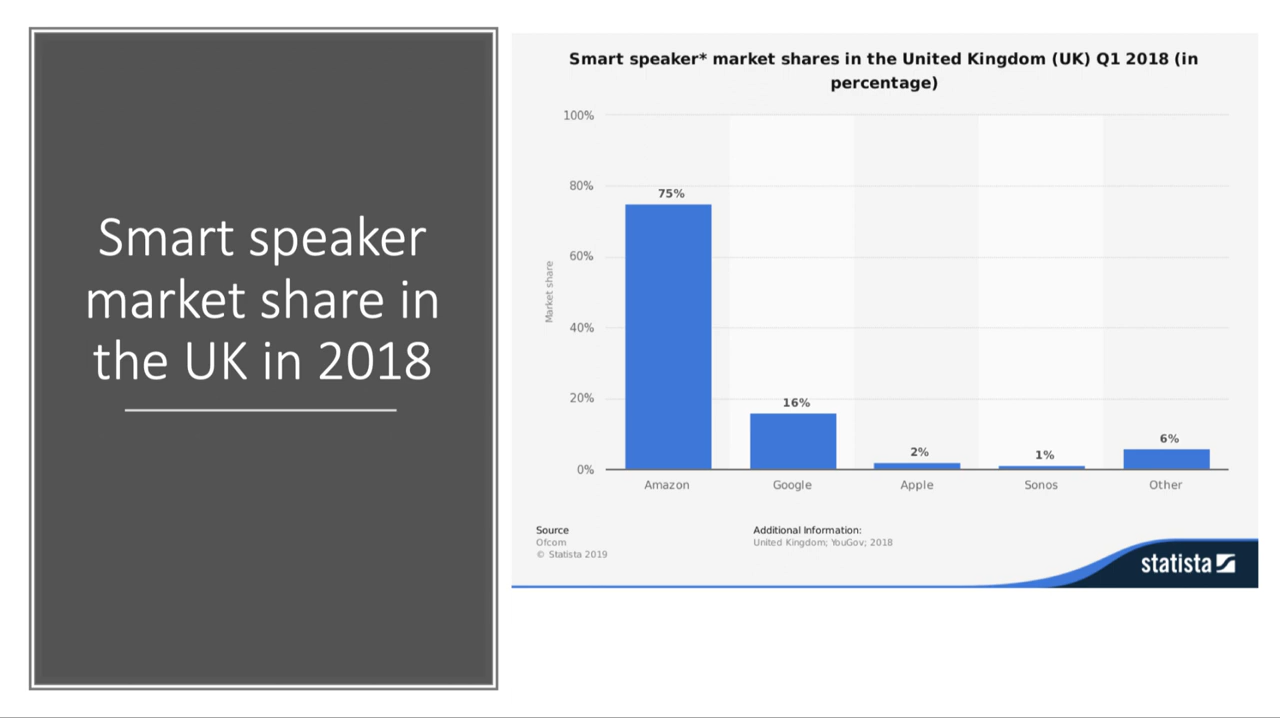 Smart speaker
market share in
the UK in 2018
Smart speaker* market shares in the United Kingdom (UK) Q1 2018 (in
percentage)
100%
80%
60%
40%
20%
0%
Market share
75%
16%
2%
1%
6%
Amazon
Google
Apple
Sonos
Other
Source
Ofcom
© Statista 2019
Additional Information:
United Kingdom; YouGov; 2018
statista